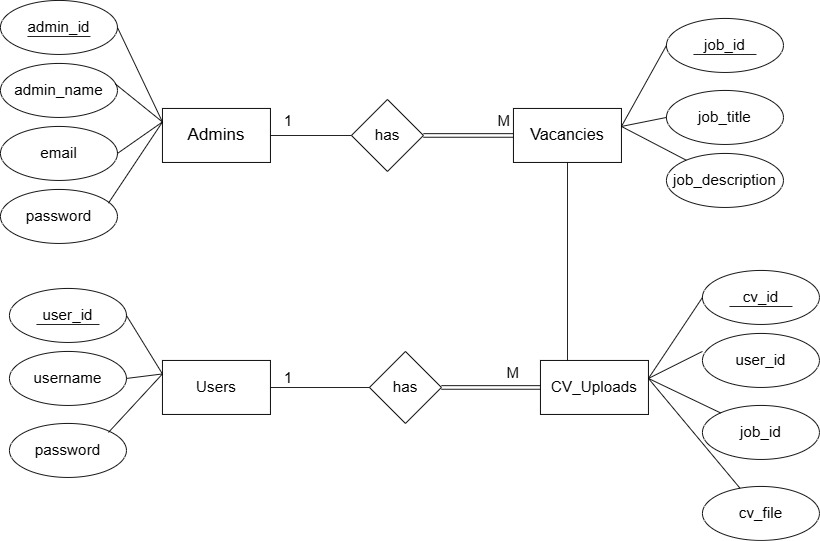 admin_id
admin_name
email
password
Admins
1
has
M
Vacancies
job_id
job_title
job_description
user_id
username
password
Users
1
has
M
CV_Uploads
cv_id
user_id
job_id
cv_file